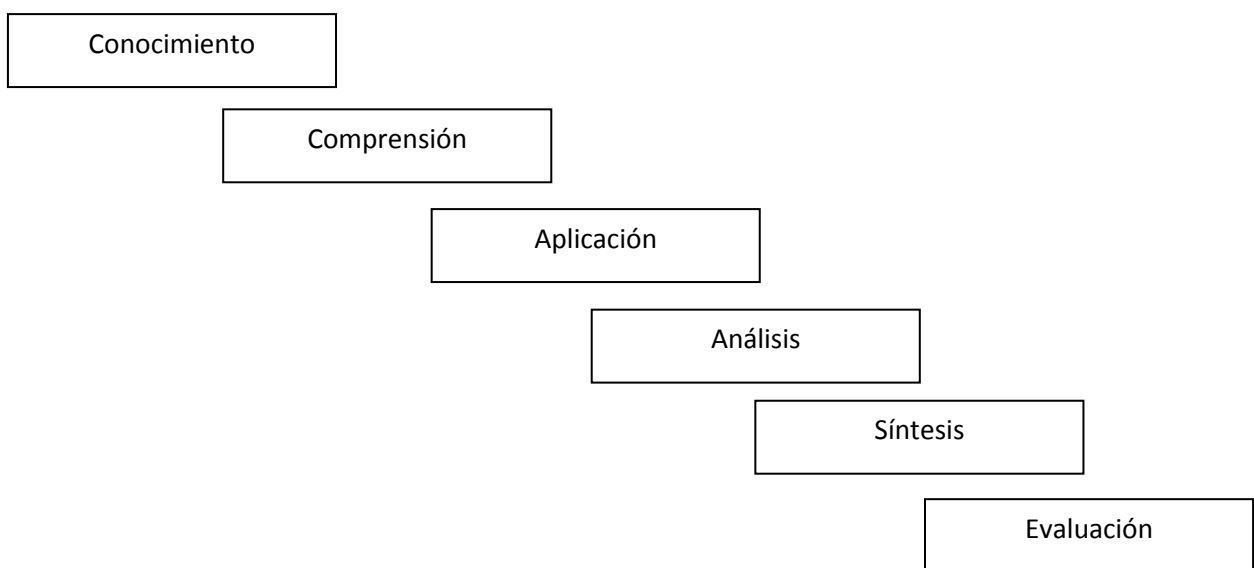 Conocimiento
Comprensión
Aplicación
Análisis
Síntesis
Evaluación